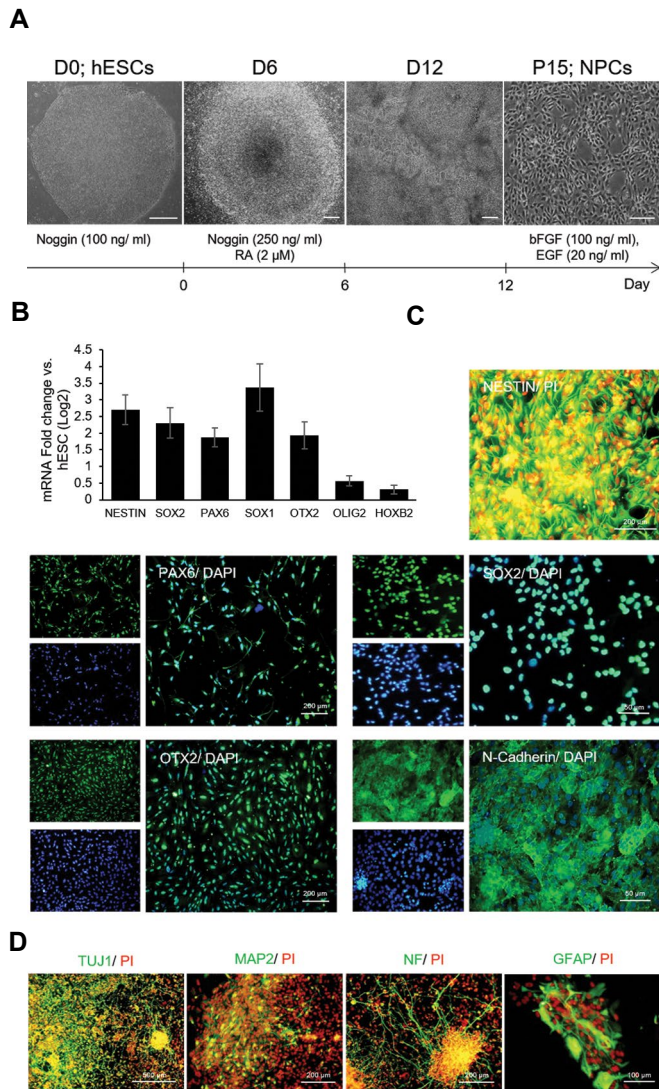 A
D0; hESCs
D6
D12
P15; NPCs
Noggin (100 ng/ ml)
Noggin (250 ng/ ml)
RA (2 µM)
bFGF (100 ng/ ml),
EGF (20 ng/ ml)
0
6
12
Day
B
mRNA Fold change vs.
hESC (Log2)
4.5
4
3.5
3
2.5
2
1.5
1
0.5
0
NESTIN
SOX2
PAX6
SOX1
OTX2
OLIG2
HOXB2
C
NESTIN/ PI
200 µm
PAX6/ DAPI
200 µm
SOX2/ DAPI
50 µm
OTX2/ DAPI
200 µm
N-Cadherin/ DAPI
50 µm
D
TUJ1/ PI
MAP2/ PI
NF/ PI
GFAP/ PI
500 µm
200 µm
200 µm
100 µm